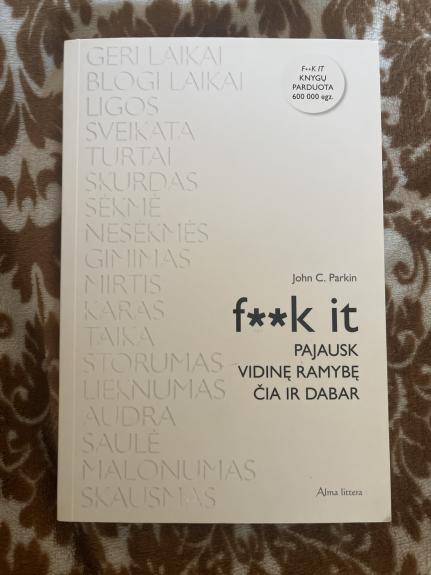 GERI LAIKAI
BLOGI LAIKAI
LIGOS
SVEIKATA
TURTAI
SKURDAS
SĖKMĖ
NESĖKMĖS
GIMIMAS
MIRTIS
KARAS
TAIKA
STORUMAS
LIEKNUMAS
AUDRA
SAULĖ
MALONUMAS
SKAUSMAS
F**K IT
KNYGŲ
PARDUOTA
600 000 egz.
John C. Parkin
f**k it
PAJAUSK
VIDINĘ RAMYBĘ
ČIA IR DABAR
Alma littera